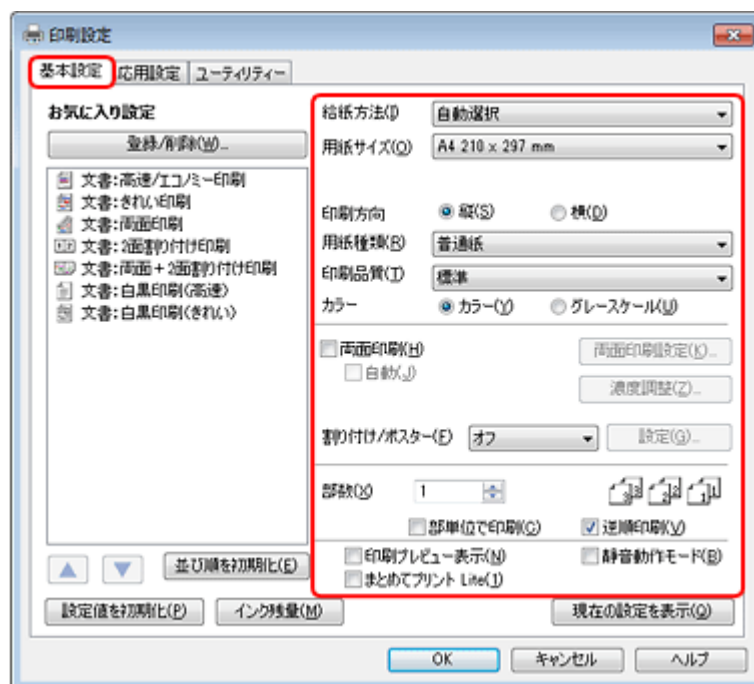 印刷設定
基本設定 応用設定 ユーティリティー
お気に入り設定
登録/削除(W)...
文書:高速/エコノミー印刷
文書:きれい印刷
文書:両面印刷
文書:2面割り付け印刷
文書:両面+2面割り付け印刷
文書:白黒印刷(高速)
文書:白黒印刷(きれい)
並び順を初期化(E)
給紙方法(I) 自動選択
用紙サイズ(O) A4 210 x 297 mm
印刷方向 縦(S) 横(D)
用紙種類(R) 普通紙
印刷品質(T) 標準
カラー カラー(Y) グレースケール(U)
両面印刷(H) 両面印刷設定(K)...
自動(J)
濃度調整(Z)...
割り付け/ポスター(F) オフ 設定(G)...
部数(X) 1 3 3 2 2 1 1
部単位で印刷(C) 逆順印刷(V)
印刷プレビュー表示(N) 静音動作モード(B)
まとめてプリント Lite(1)
設定値を初期化(P) インク残量(M) 現在の設定を表示(Q)
OK キャンセル ヘルプ